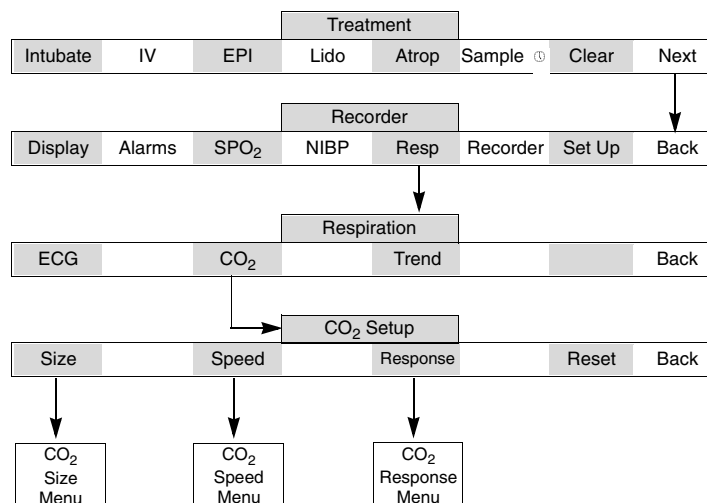 Treatment
Intubate IV EPI Lido Atrop Sample Clear Next
Recorder
Display Alarms SPO₂ NIBP Resp Recorder Set Up Back
Respiration
ECG CO₂ Trend Back
CO₂ Setup
Size Speed Response Reset Back
CO₂
Size
Menu
CO₂
Speed
Menu
CO₂
Response
Menu